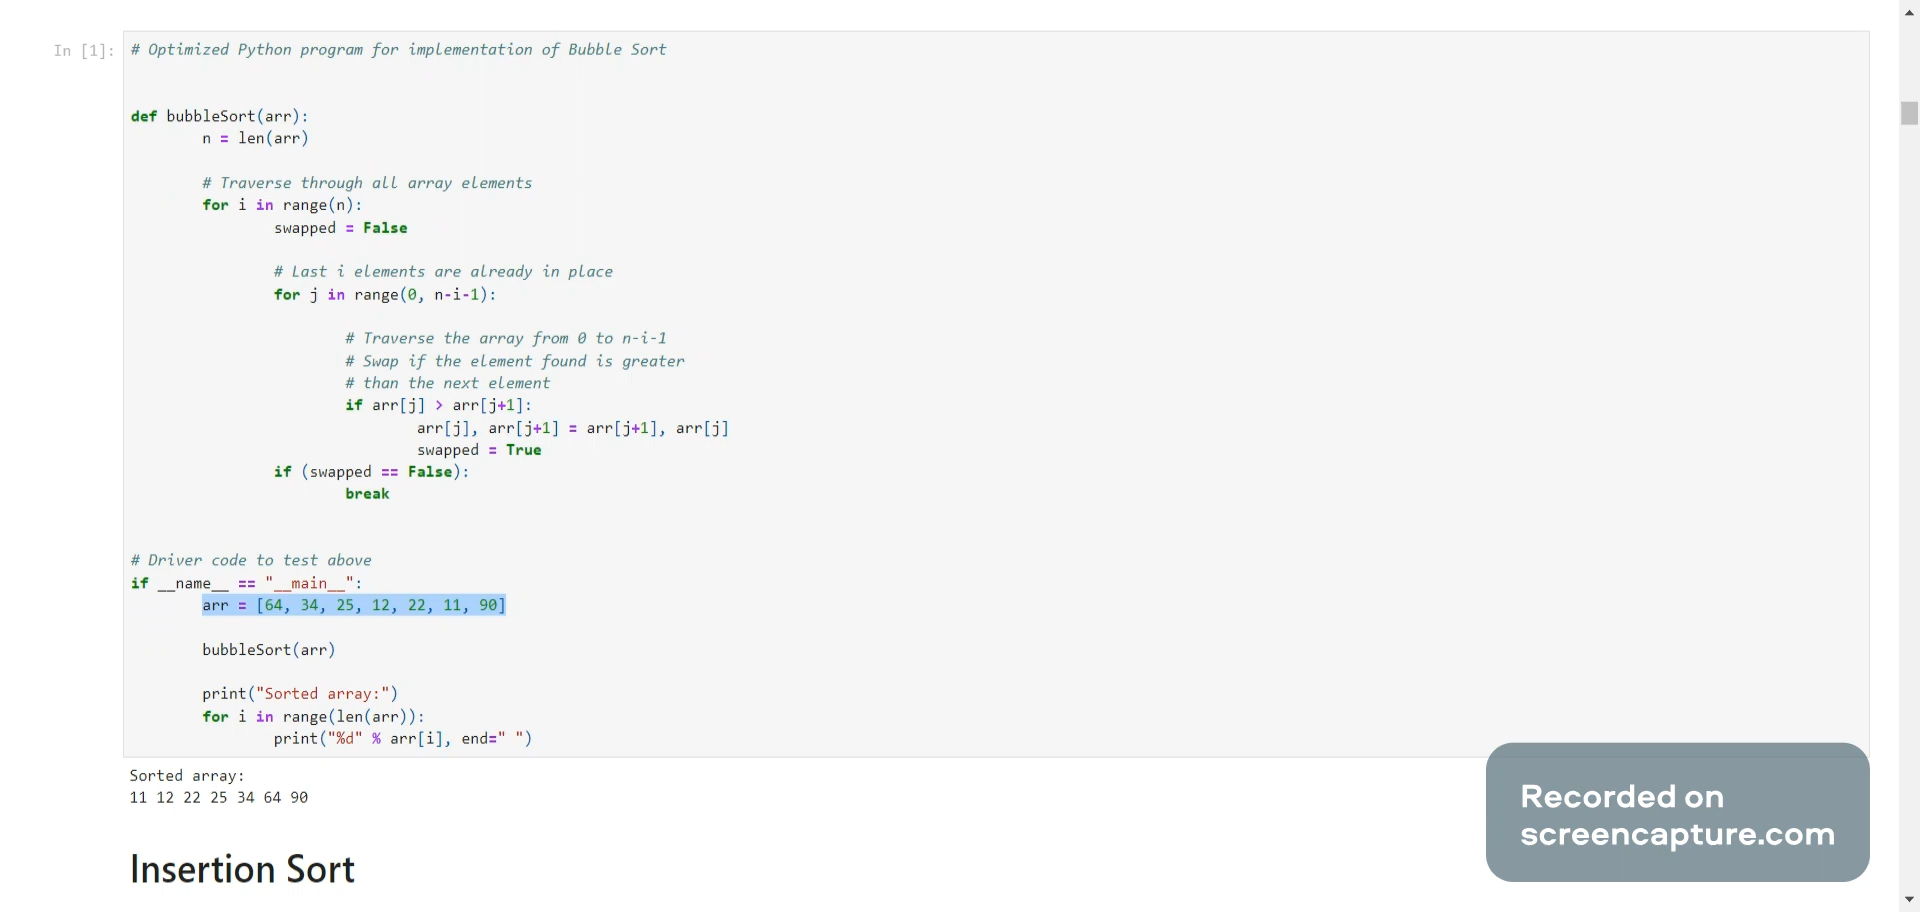 In [1]:
# Optimized Python program for implementation of Bubble Sort
def bubbleSort(arr):
n = len(arr)
# Traverse through all array elements
for i in range(n):
swapped = False
# Last i elements are already in place
for j in range(0, n-i-1):
# Traverse the array from 0 to n-i-1
# Swap if the element found is greater
# than the next element
if arr[j] > arr[j+1]:
arr[j], arr[j+1] = arr[j+1], arr[j]
swapped = True
if (swapped == False):
break
# Driver code to test above
if __name__ == "__main__":
arr = [64, 34, 25, 12, 22, 11, 90]
bubbleSort(arr)
print("Sorted array:")
for i in range(len(arr)):
print("%d" % arr[i], end=" ")
Sorted array:
11 12 22 25 34 64 90
Insertion Sort
Recorded on
screencapture.com